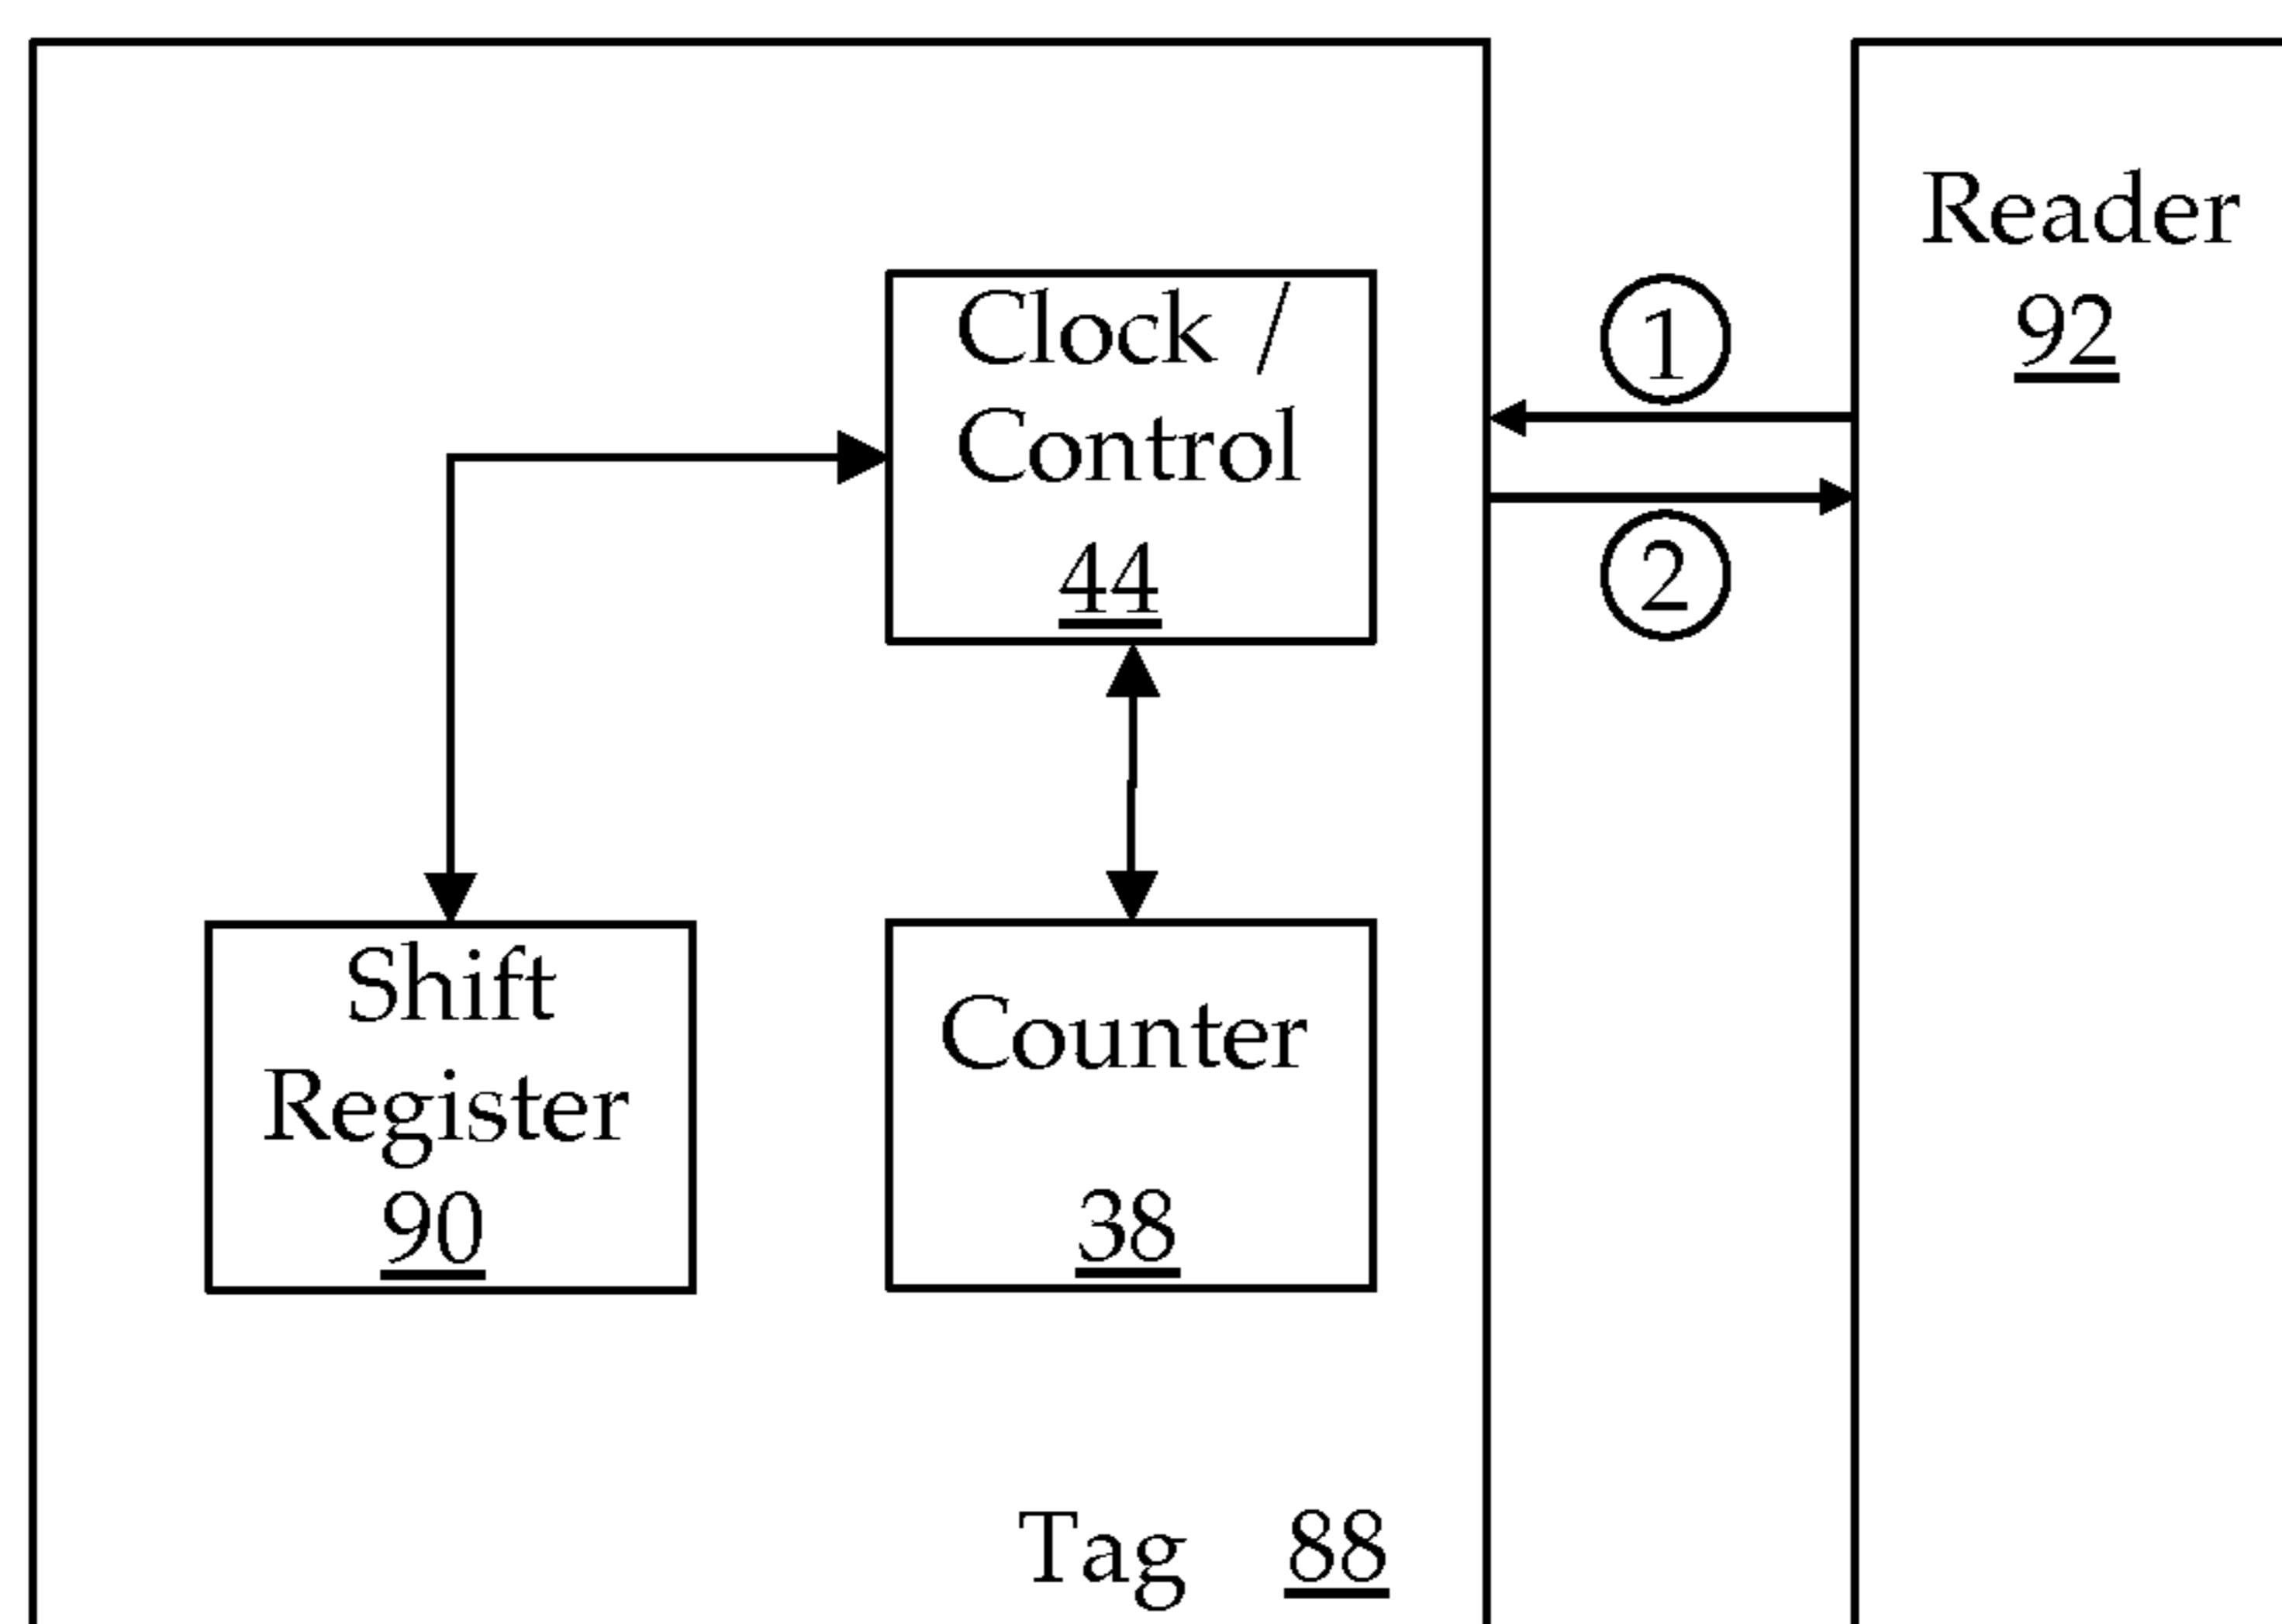 Clock /
Control
44
Shift
Register
90
Counter
38
Tag 88
1
2
Reader
92